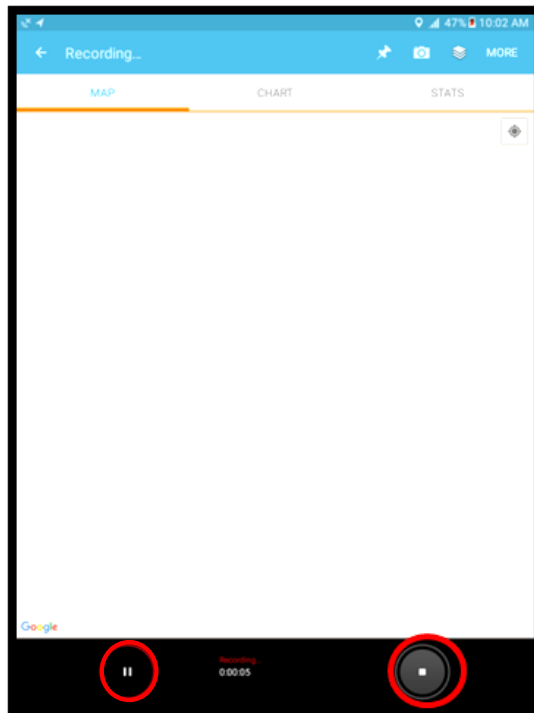 47% 10:02 AM
Recording...
MORE
MAP CHART STATS
Google
Recording...
0:00:05